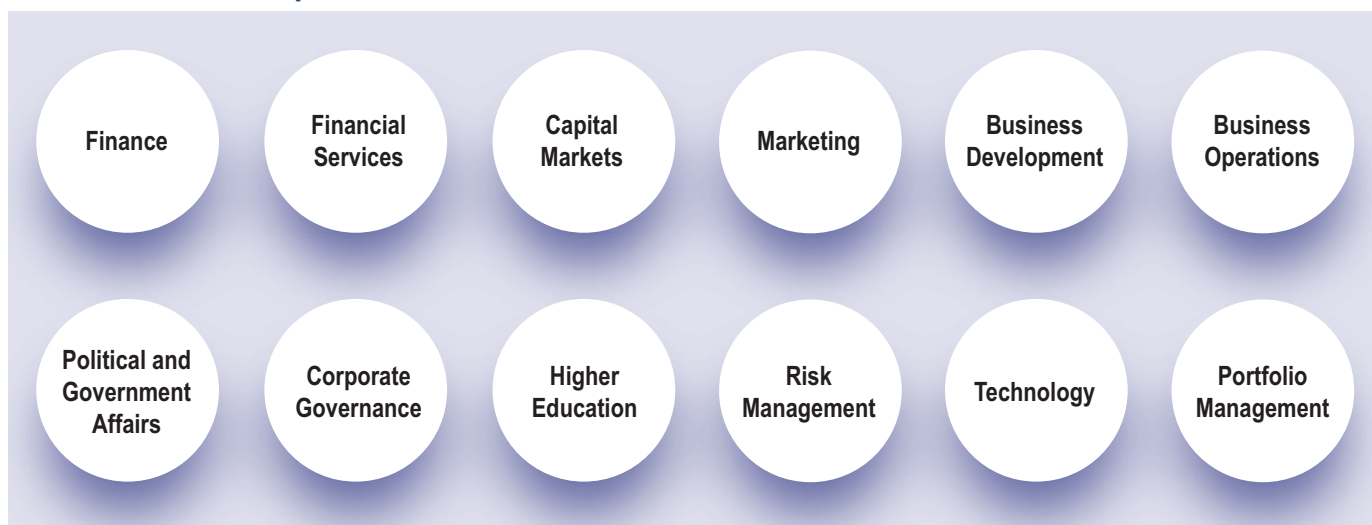 Finance
Financial
Services
Capital
Markets
Marketing
Business
Development
Business
Operations
Political and
Government
Affairs
Corporate
Governance
Higher
Education
Risk
Management
Technology
Portfolio
Management